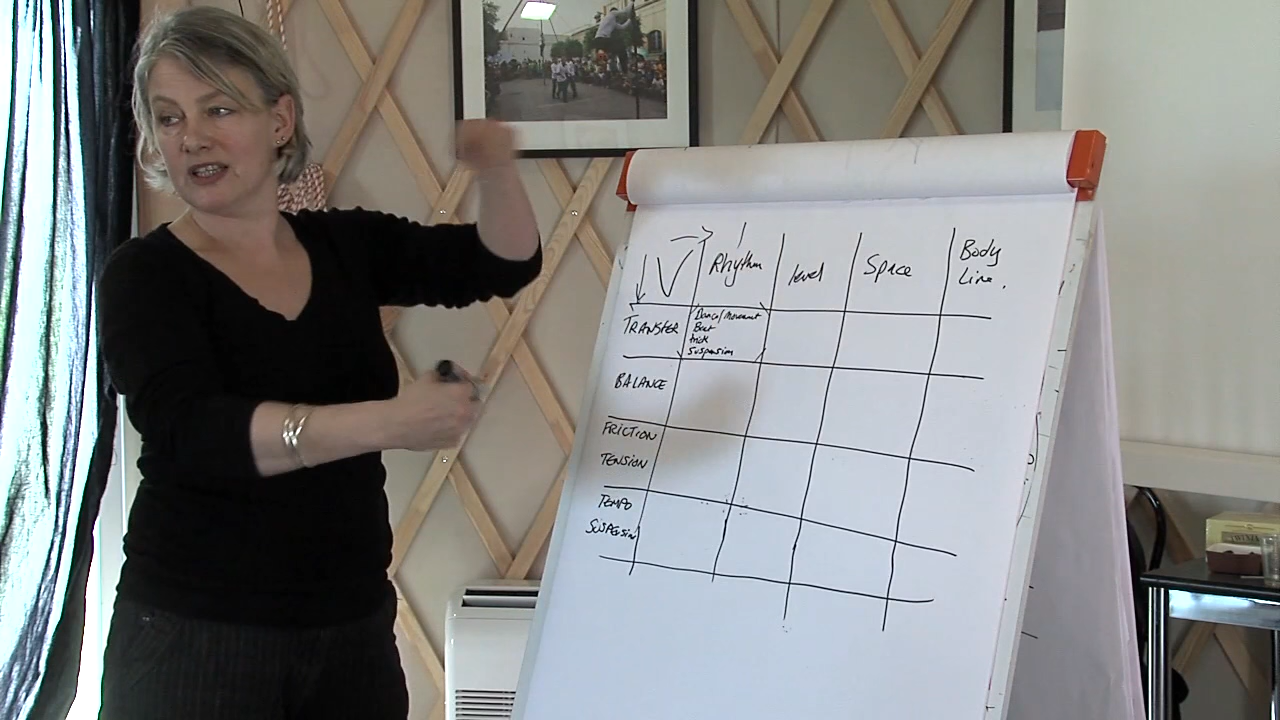 Rhythm level Space Body
Line.
TRANSFER Dance/Movement
Beat
trick
suspension
BALANCE
FRICTION
TENSION
TEMPO
SUSPENSION